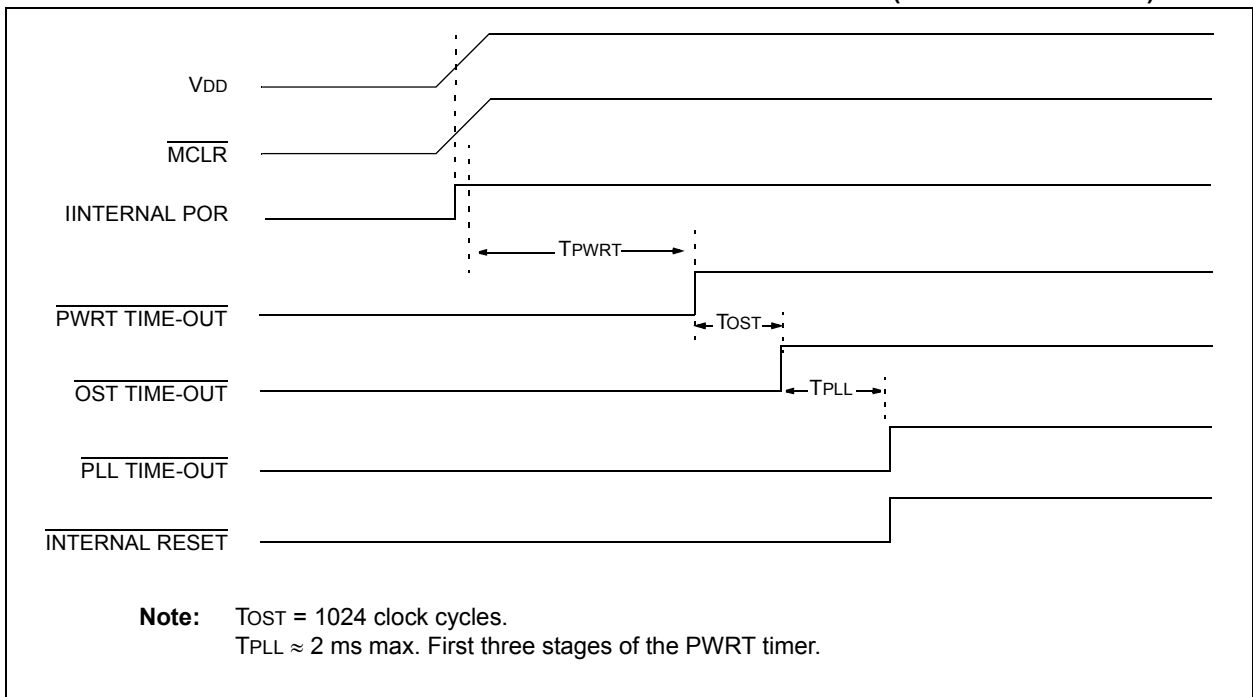 VDD
MCLR
IINTERNAL POR
TPWRT
PWRT TIME-OUT
TOST
OST TIME-OUT
TPLL
PLL TIME-OUT
INTERNAL RESET
Note: TOST = 1024 clock cycles.
TPLL ≈ 2 ms max. First three stages of the PWRT timer.